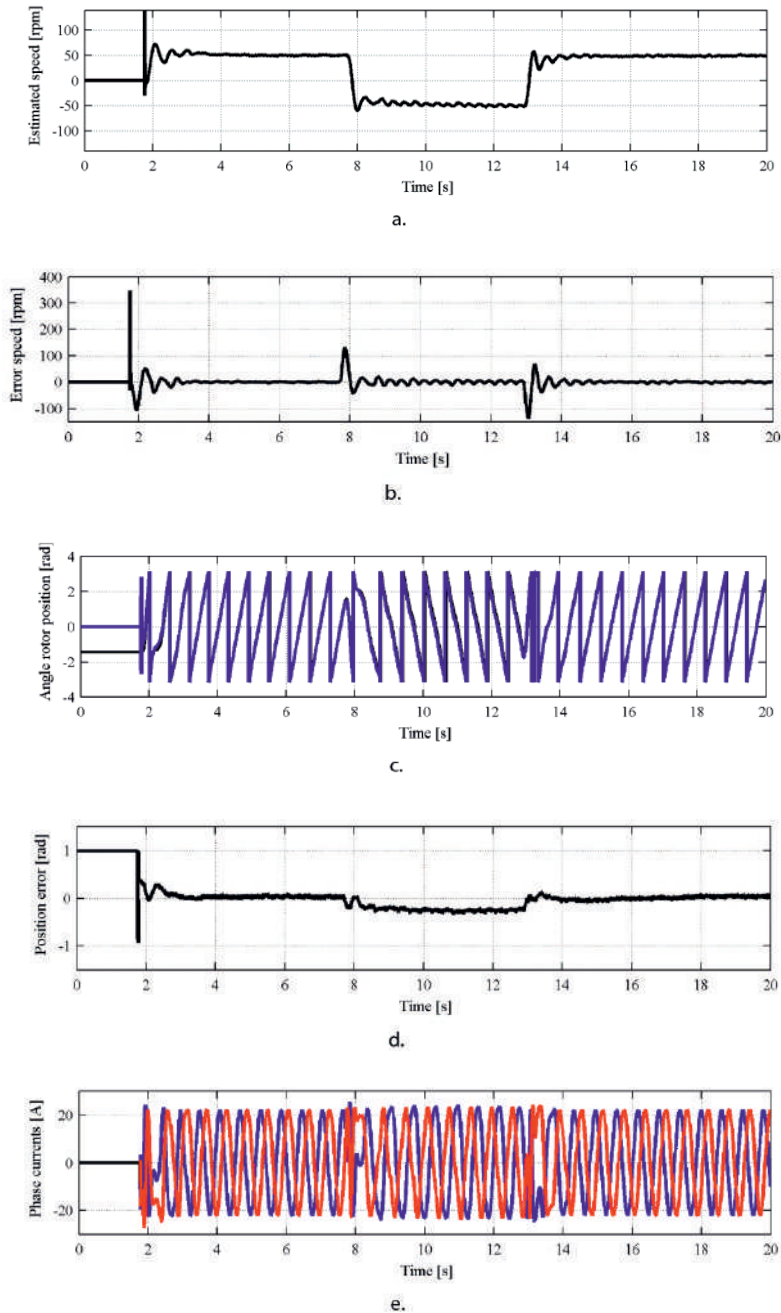 Estimated speed [rpm]
100
50
0
-50
-100
0 2 4 6 8 10 12 14 16 18 20
Time [s]
a.
Error speed [rpm]
400
300
200
100
0
-100
0 2 4 6 8 10 12 14 16 18 20
Time [s]
b.
Angle rotor position [rad]
4
2
0
-2
-4
0 2 4 6 8 10 12 14 16 18 20
Time [s]
c.
Position error [rad]
1
0
-1
0 2 4 6 8 10 12 14 16 18 20
Time [s]
d.
Phase currents [A]
20
0
-20
0 2 4 6 8 10 12 14 16 18 20
Time [s]
e.